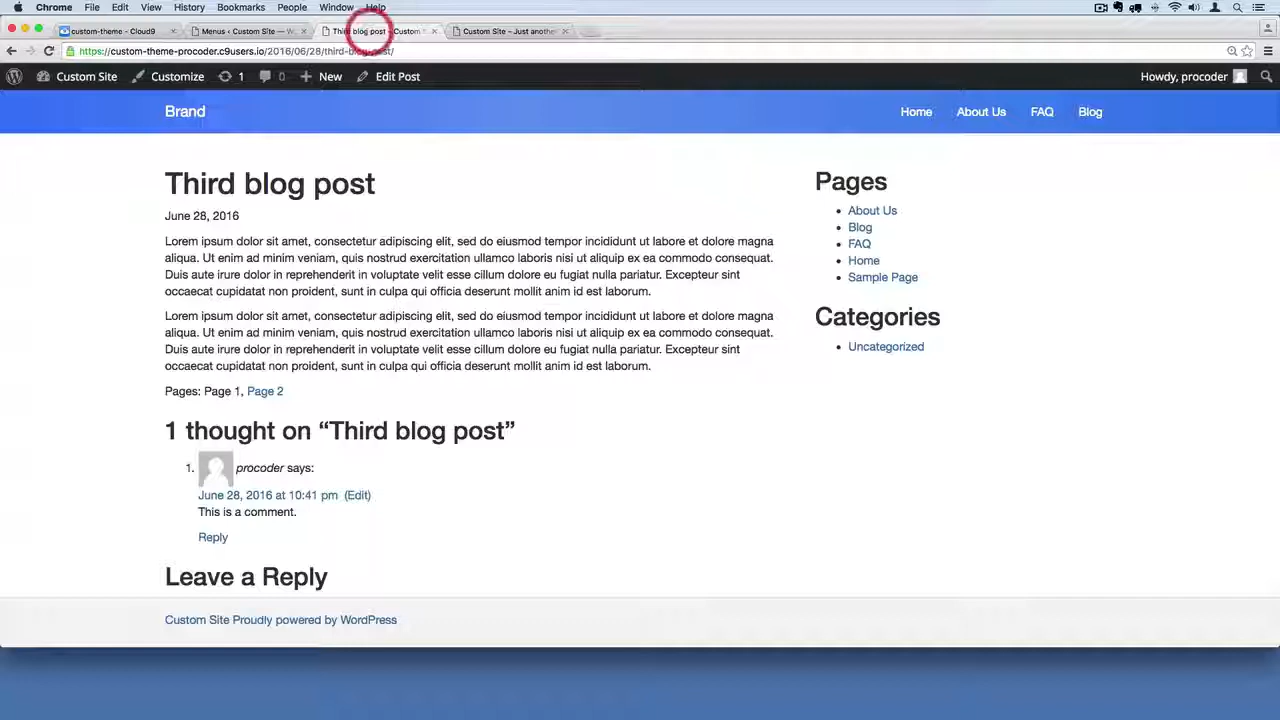 Chrome File Edit View History Bookmarks People Window Help
custom-theme - Cloud9 Menus ‹ Custom Site — W Third blog post – Custom Custom Site – Just another
https://custom-theme-procoder.c9users.io/2016/06/28/third-blog-post/
Custom Site Customize 1 0 New Edit Post Howdy, procoder
Brand Home About Us FAQ Blog
Third blog post
June 28, 2016
Lorem ipsum dolor sit amet, consectetur adipiscing elit, sed do eiusmod tempor incididunt ut labore et dolore magna
aliqua. Ut enim ad minim veniam, quis nostrud exercitation ullamco laboris nisi ut aliquip ex ea commodo consequat.
Duis aute irure dolor in reprehenderit in voluptate velit esse cillum dolore eu fugiat nulla pariatur. Excepteur sint
occaecat cupidatat non proident, sunt in culpa qui officia deserunt mollit anim id est laborum.
Lorem ipsum dolor sit amet, consectetur adipiscing elit, sed do eiusmod tempor incididunt ut labore et dolore magna
aliqua. Ut enim ad minim veniam, quis nostrud exercitation ullamco laboris nisi ut aliquip ex ea commodo consequat.
Duis aute irure dolor in reprehenderit in voluptate velit esse cillum dolore eu fugiat nulla pariatur. Excepteur sint
occaecat cupidatat non proident, sunt in culpa qui officia deserunt mollit anim id est laborum.
Pages: Page 1, Page 2
1 thought on “Third blog post”
1. procoder says:
June 28, 2016 at 10:41 pm (Edit)
This is a comment.
Reply
Leave a Reply
Pages
About Us
Blog
FAQ
Home
Sample Page
Categories
Uncategorized
Custom Site Proudly powered by WordPress